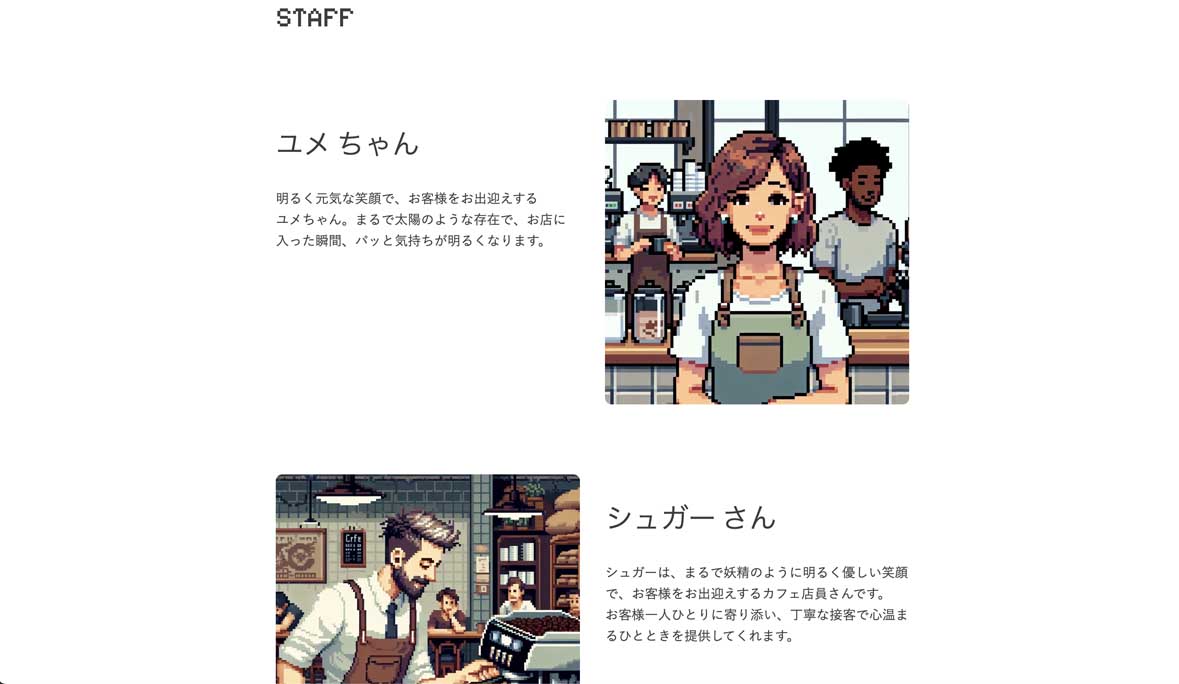 STAFF
ユメ ちゃん
明るく元気な笑顔で、お客様をお出迎えする
ユメちゃん。まるで太陽のような存在で、お店に
入った瞬間、パッと気持ちが明るくなります。
Crfe
シュガー さん
シュガーは、まるで妖精のように明るく優しい笑顔
で、お客様をお出迎えするカフェ店員さんです。
お客様一人ひとりに寄り添い、丁寧な接客で心温ま
るひとときを提供してくれます。